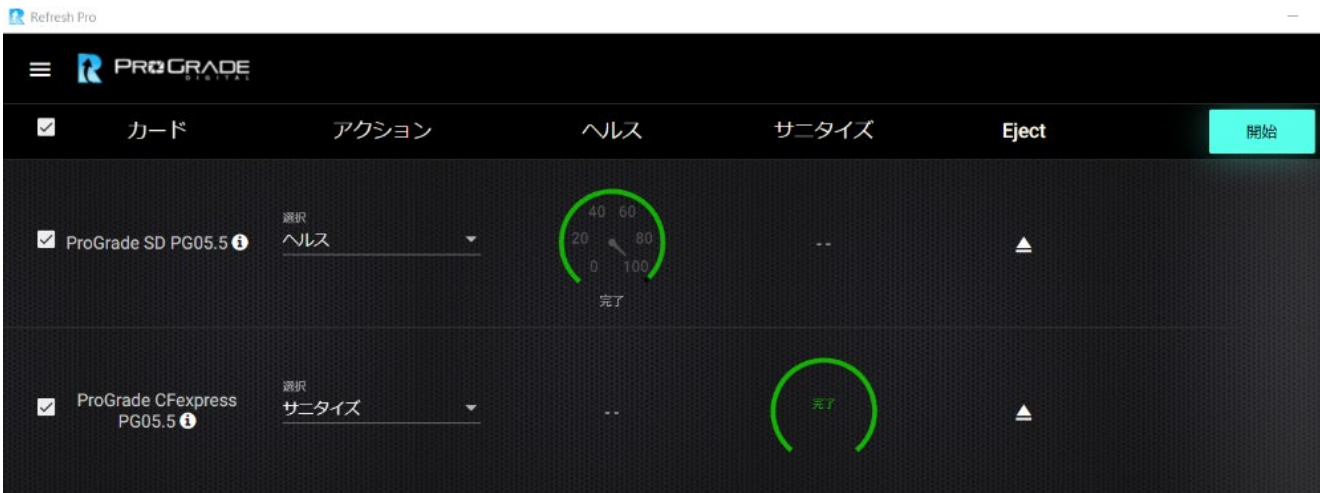 Refresh Pro
PROGRADE
DIGITAL
カード アクション ヘルス サニタイズ Eject 開始
選択
ProGrade SD PG05.5 ヘルス
40 60
20 80
0 100
完了
--
選択
ProGrade CFexpress
PG05.5
サニタイズ
--
完了